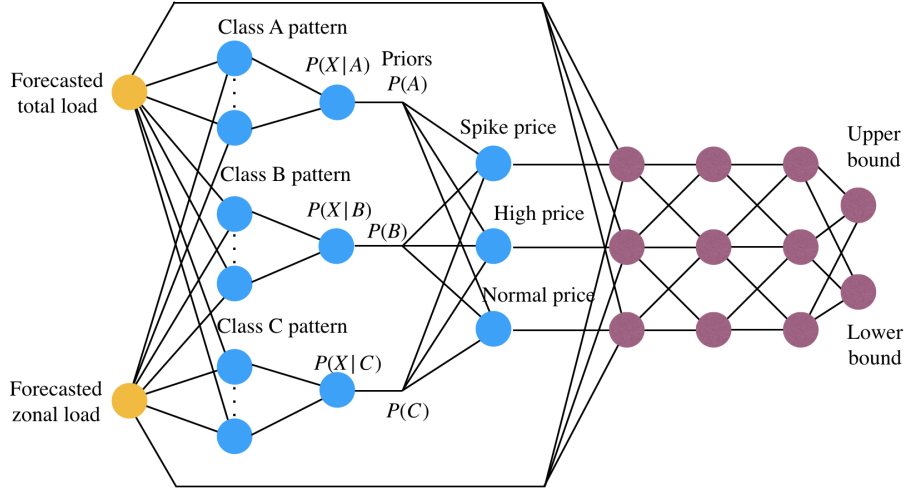 Class A pattern
Forecasted
total load
P(X|A)
Priors
P(A)
Spike price
Upper
bound
Class B pattern
P(X|B)
P(B)
High price
Normal price
Class C pattern
P(X|C)
P(C)
Forecasted
zonal load
Lower
bound